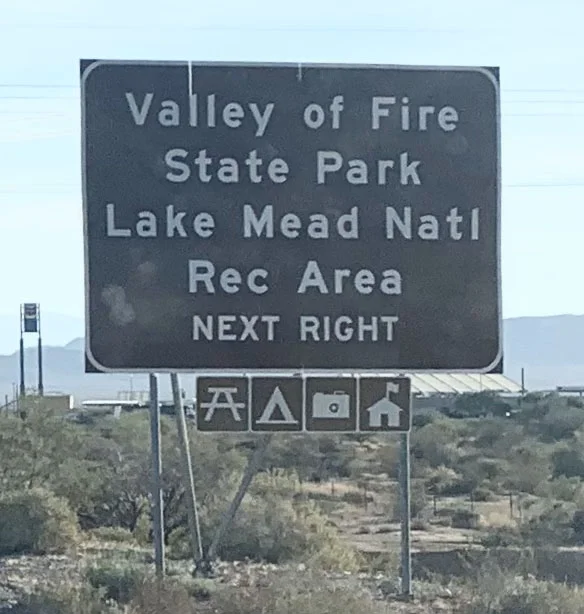 Valley of Fire
State Park
Lake Mead Natl
Rec Area
NEXT RIGHT